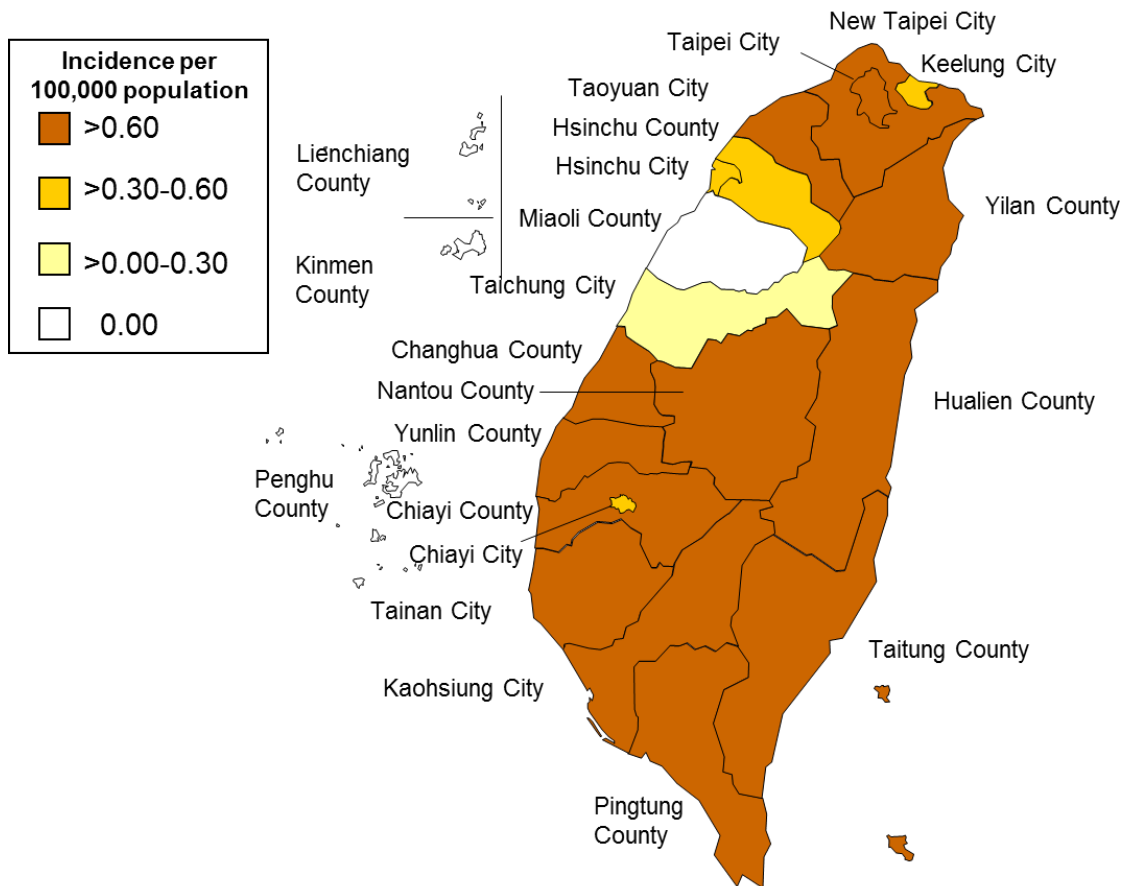 Incidence per
100,000 population
>0.60
>0.30-0.60
>0.00-0.30
0.00
New Taipei City
Taipei City
Keelung City
Taoyuan City
Hsinchu County
Hsinchu City
Lienchiang
County
Miaoli County
Yilan County
Kinmen
County
Taichung City
Changhua County
Nantou County
Hualien County
Yunlin County
Penghu
County
Chiayi County
Chiayi City
Tainan City
Taitung County
Kaohsiung City
Pingtung
County